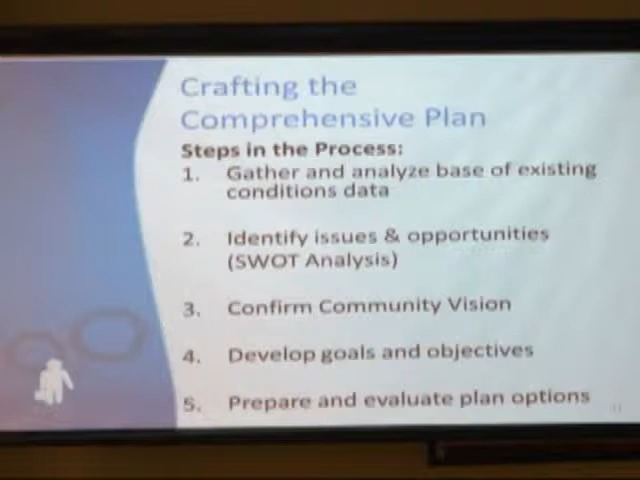 Crafting the
Comprehensive Plan
Steps in the Process:
1. Gather and analyze base of existing
conditions data
2. Identify issues & opportunities
(SWOT Analysis)
3. Confirm Community Vision
4. Develop goals and objectives
5. Prepare and evaluate plan options